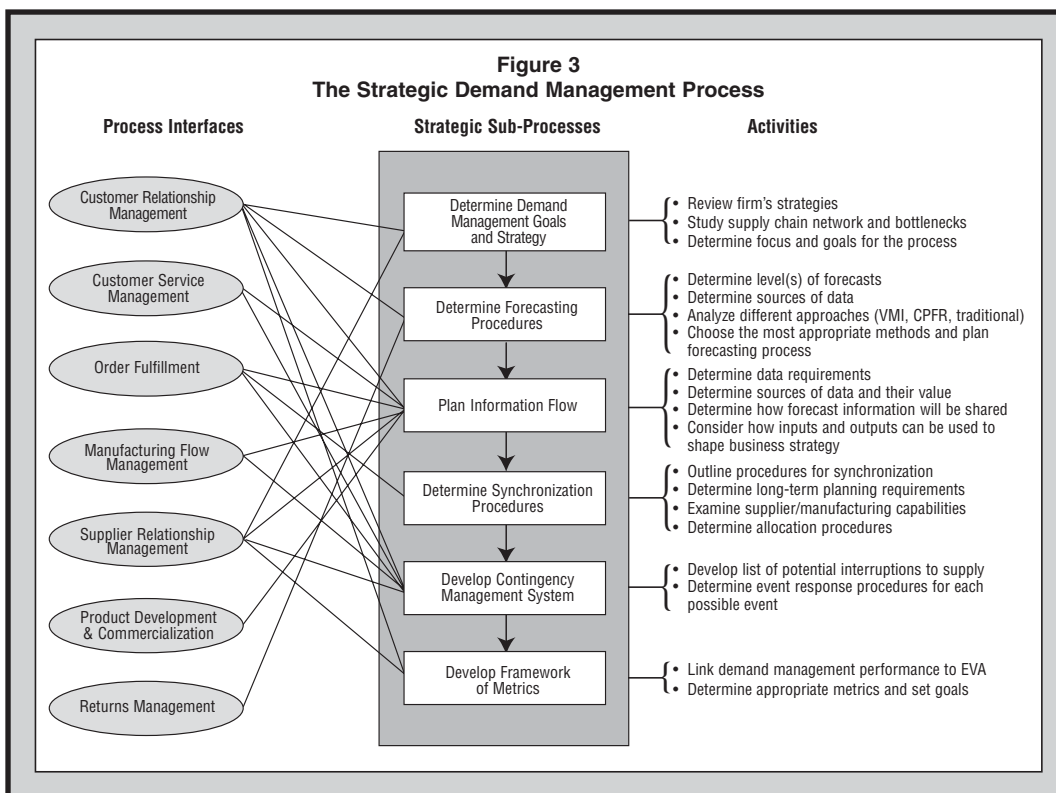 Figure 3
The Strategic Demand Management Process
Process Interfaces
Strategic Sub-Processes
Activities
Customer Relationship
Management
Customer Service
Management
Order Fulfillment
Manufacturing Flow
Management
Supplier Relationship
Management
Product Development
& Commercialization
Returns Management
Determine Demand
Management Goals
and Strategy
Determine Forecasting
Procedures
Plan Information Flow
Determine Synchronization
Procedures
Develop Contingency
Management System
Develop Framework
of Metrics
• Review firm's strategies
• Study supply chain network and bottlenecks
• Determine focus and goals for the process
• Determine level(s) of forecasts
• Determine sources of data
• Analyze different approaches (VMI, CPFR, traditional)
• Choose the most appropriate methods and plan
forecasting process
• Determine data requirements
• Determine sources of data and their value
• Determine how forecast information will be shared
• Consider how inputs and outputs can be used to
shape business strategy
• Outline procedures for synchronization
• Determine long-term planning requirements
• Examine supplier/manufacturing capabilities
• Determine allocation procedures
• Develop list of potential interruptions to supply
• Determine event response procedures for each
possible event
• Link demand management performance to EVA
• Determine appropriate metrics and set goals